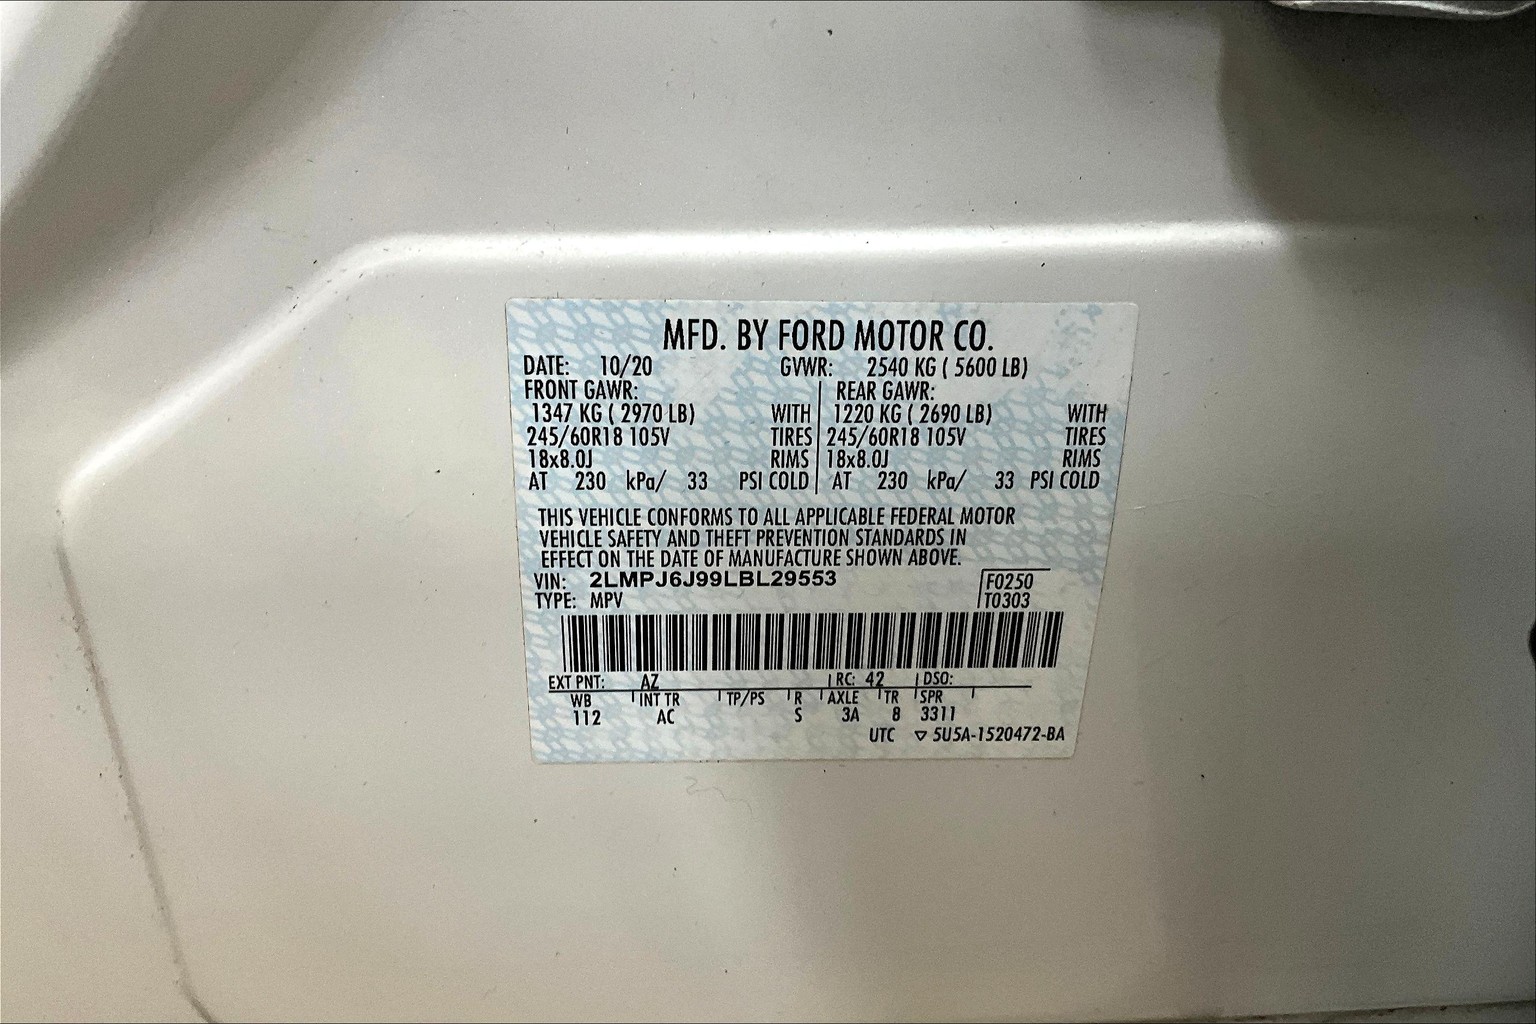 MFD. BY FORD MOTOR CO.
DATE: 10/20 GVWR: 2540 KG ( 5600 LB)
FRONT GAWR: REAR GAWR:
1347 KG ( 2970 LB) WITH 1220 KG ( 2690 LB) WITH
245/60R18 105V TIRES 245/60R18 105V TIRES
18x8.0J RIMS 18x8.0J RIMS
AT 230 kPa/ 33 PSI COLD AT 230 kPa/ 33 PSI COLD
THIS VEHICLE CONFORMS TO ALL APPLICABLE FEDERAL MOTOR
VEHICLE SAFETY AND THEFT PREVENTION STANDARDS IN
EFFECT ON THE DATE OF MANUFACTURE SHOWN ABOVE.
VIN: 2LMPJ6J99LBL29553 F0250
TYPE: MPV T0303
EXT PNT: AZ RC: 42 DSO:
WB INT TR TP/PS R AXLE TR SPR
112 AC S 3A 8 3311
UTC ▽ 5U5A-1520472-BA